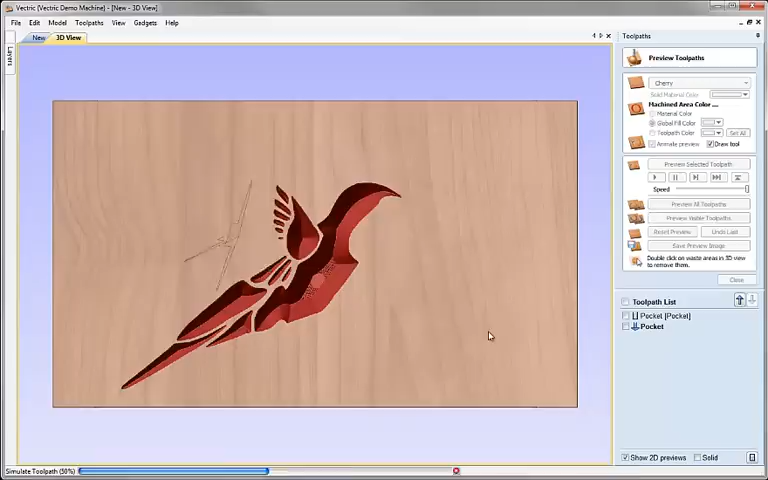 Vectric (Vectric Demo Machine) - [New - 3D View]
File Edit Model Toolpaths View Gadgets Help
New 3D View
Layers
Toolpaths
Preview Toolpaths
Cherry
Solid Material Color
Machined Area Color ...
Material Color
Global Fill Color
Toolpath Color Set All
Animate preview Draw tool
Preview Selected Toolpath
Speed
Preview All Toolpaths
Preview Visible Toolpaths
Reset Preview Undo Last
Save Preview Image
Double click on waste areas in 3D view
to remove them.
Close
Toolpath List
Pocket [Pocket]
Pocket
Show 2D previews Solid
Simulate Toolpath (50%)